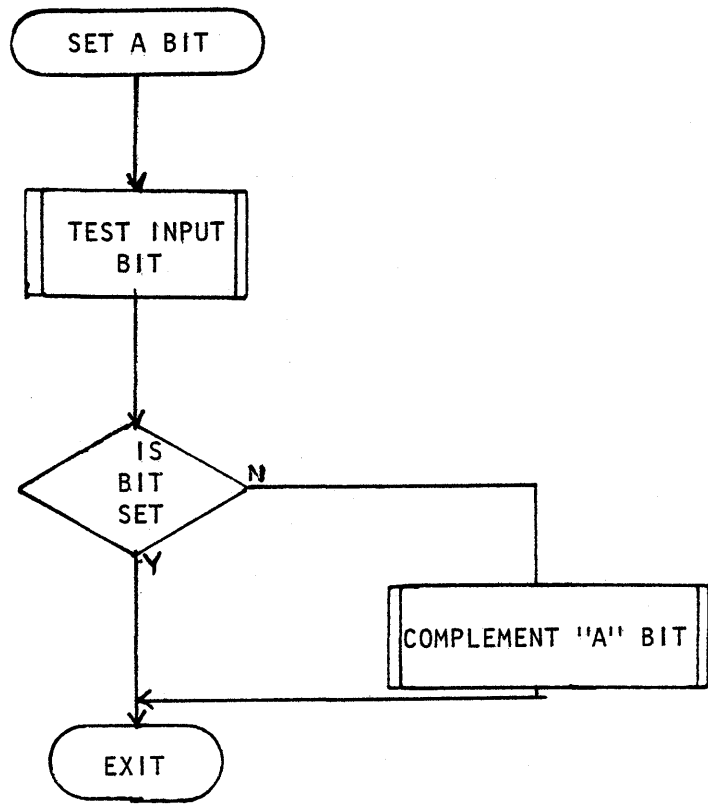 SET A BIT
TEST INPUT
BIT
IS
BIT
SET
N
Y
COMPLEMENT "A" BIT
EXIT